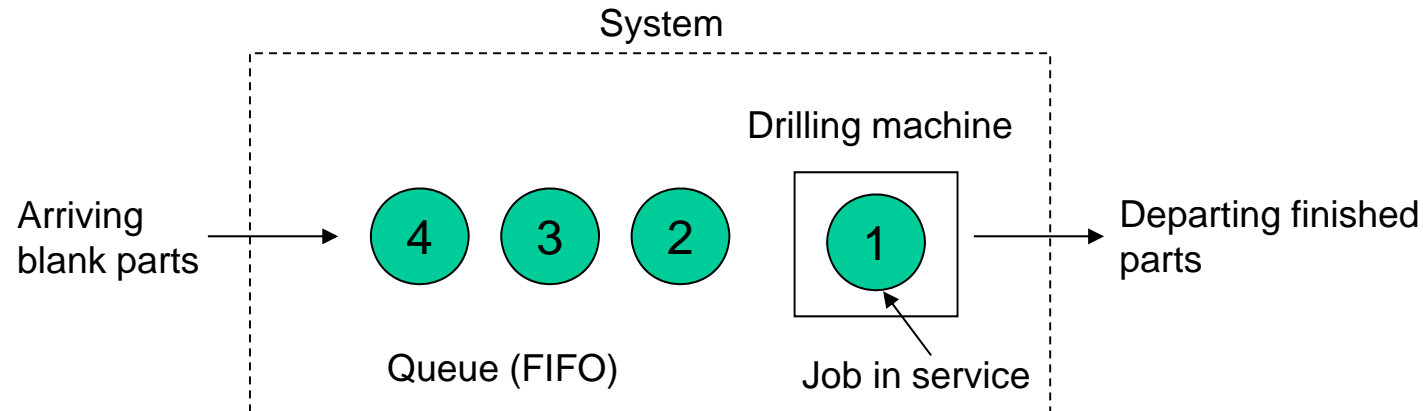 System
Drilling machine
Arriving
blank parts
4 3 2 1
Departing finished
parts
Queue (FIFO)
Job in service